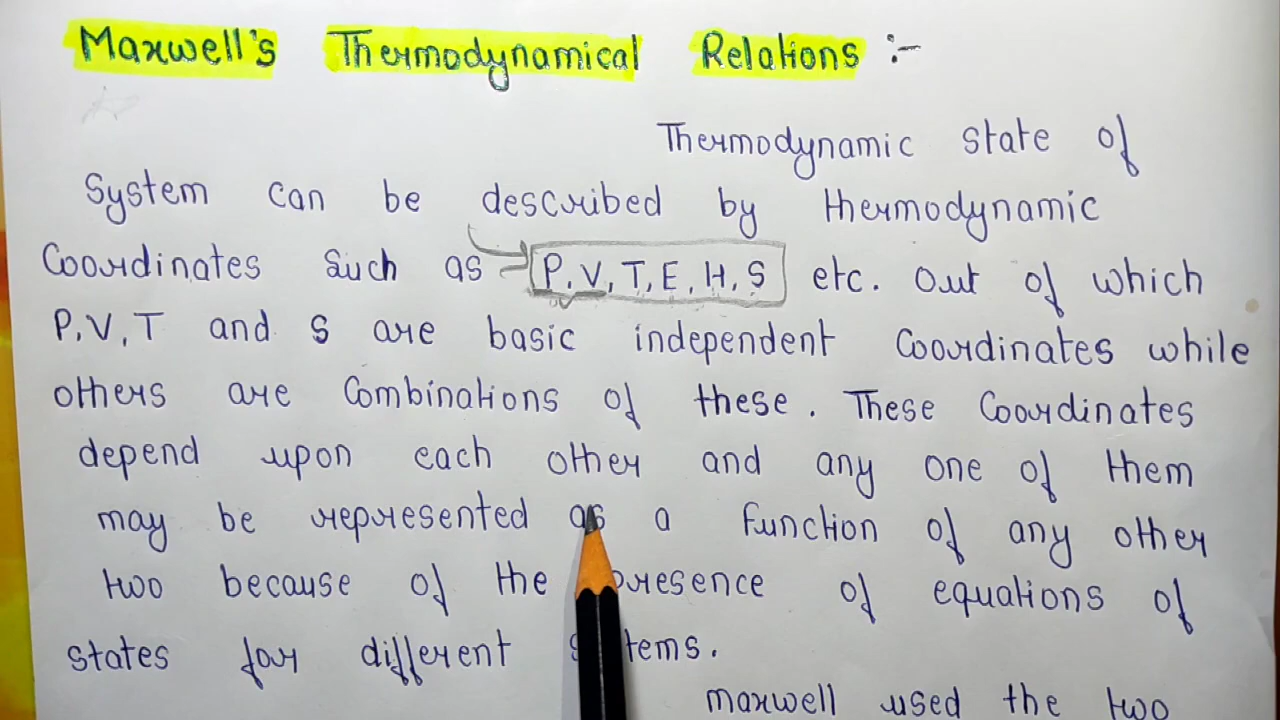 Maxwell's Thermodynamical Relations :-
Thermodynamic state of
System can be described by thermodynamic
Coordinates such as P, V, T, E, H, S etc. out of which
P, V, T and S are basic independent Coordinates while
others are Combinations of these. These Coordinates
depend upon each other and any one of them
may be represented as a function of any other
two because of the presence of equations of
states for different systems.
Maxwell used the two